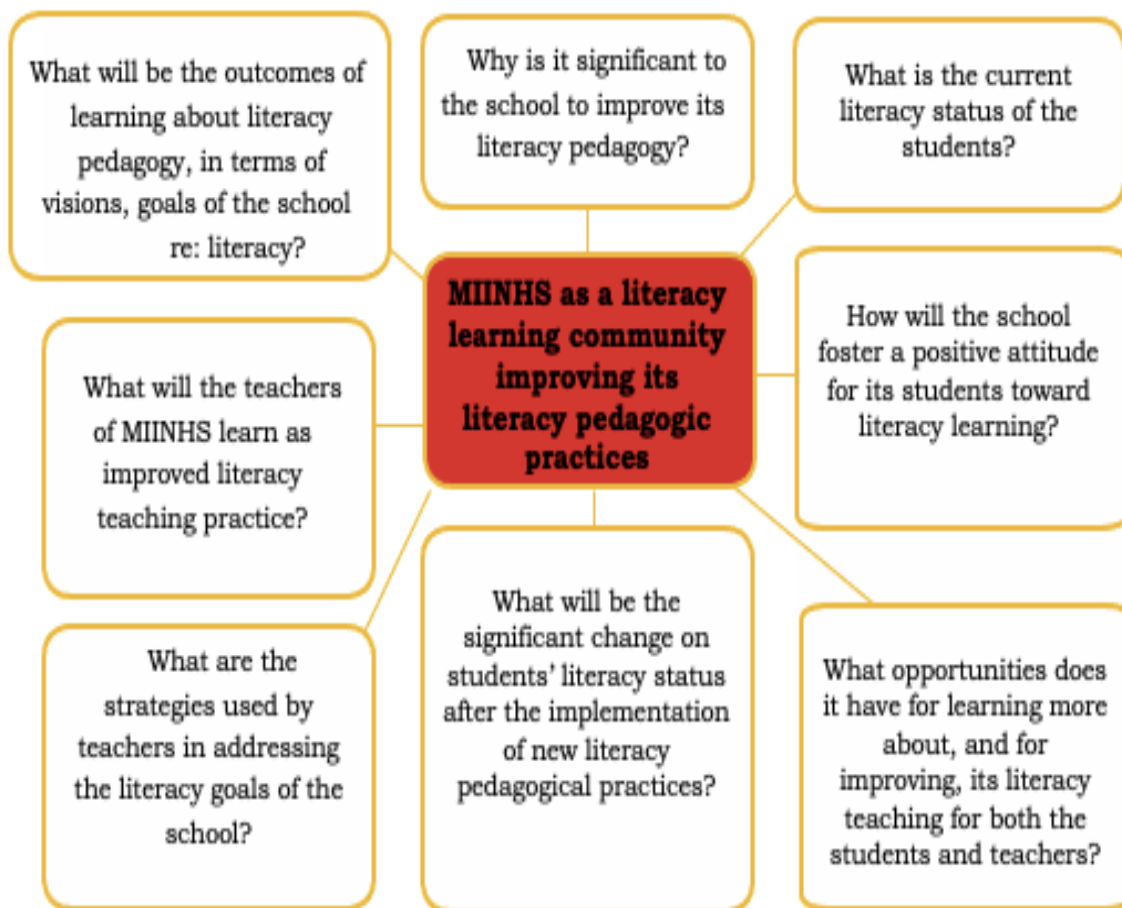 What will be the outcomes of
learning about literacy
pedagogy, in terms of
visions, goals of the school
re: literacy?
Why is it significant to
the school to improve its
literacy pedagogy?
What is the current
literacy status of the
students?
MIINHS as a literacy
learning community
improving its
literacy pedagogic
practices
What will the teachers
of MIINHS learn as
improved literacy
teaching practice?
How will the school
foster a positive attitude
for its students toward
literacy learning?
What are the
strategies used by
teachers in addressing
the literacy goals of the
school?
What will be the
significant change on
students’ literacy status
after the implementation
of new literacy
pedagogical practices?
What opportunities does
it have for learning more
about, and for
improving, its literacy
teaching for both the
students and teachers?